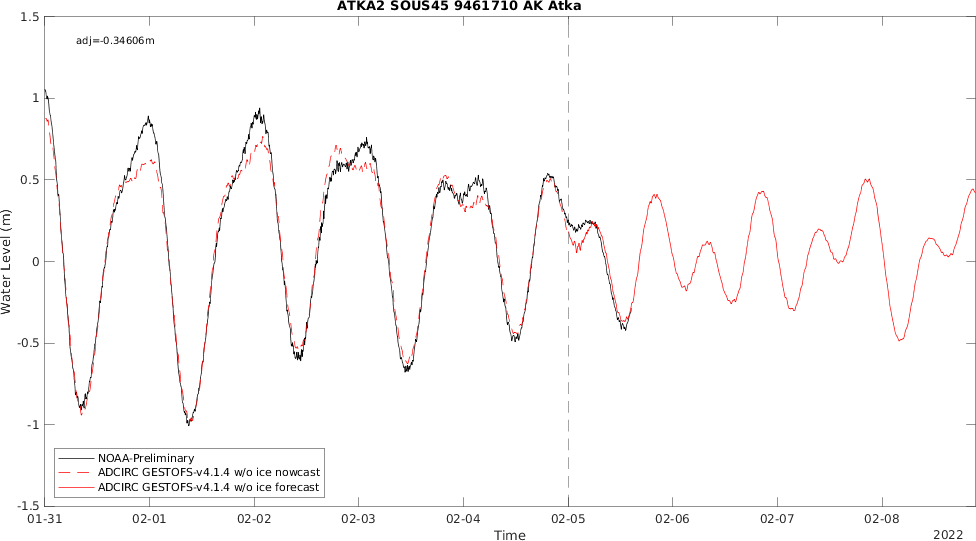 ATKA2 SOUS45 9461710 AK Atka
adj=-0.34606m
1.5
1
0.5
0
-0.5
-1
-1.5
Water Level (m)
NOAA-Preliminary
ADCIRC GESTOFS-v4.1.4 w/o ice nowcast
ADCIRC GESTOFS-v4.1.4 w/o ice forecast
01-31 02-01 02-02 02-03 02-04 02-05 02-06 02-07 02-08
Time
2022